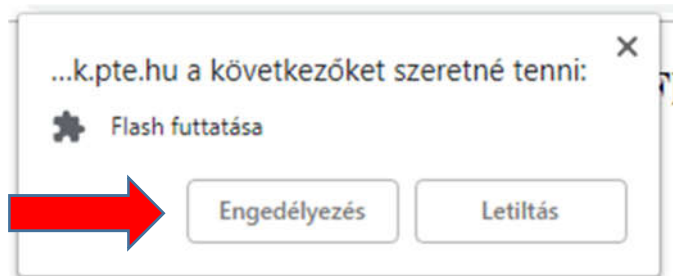 ...k.pte.hu a következőket szeretné tenni:
Flash futtatása
Engedélyezés Letiltás